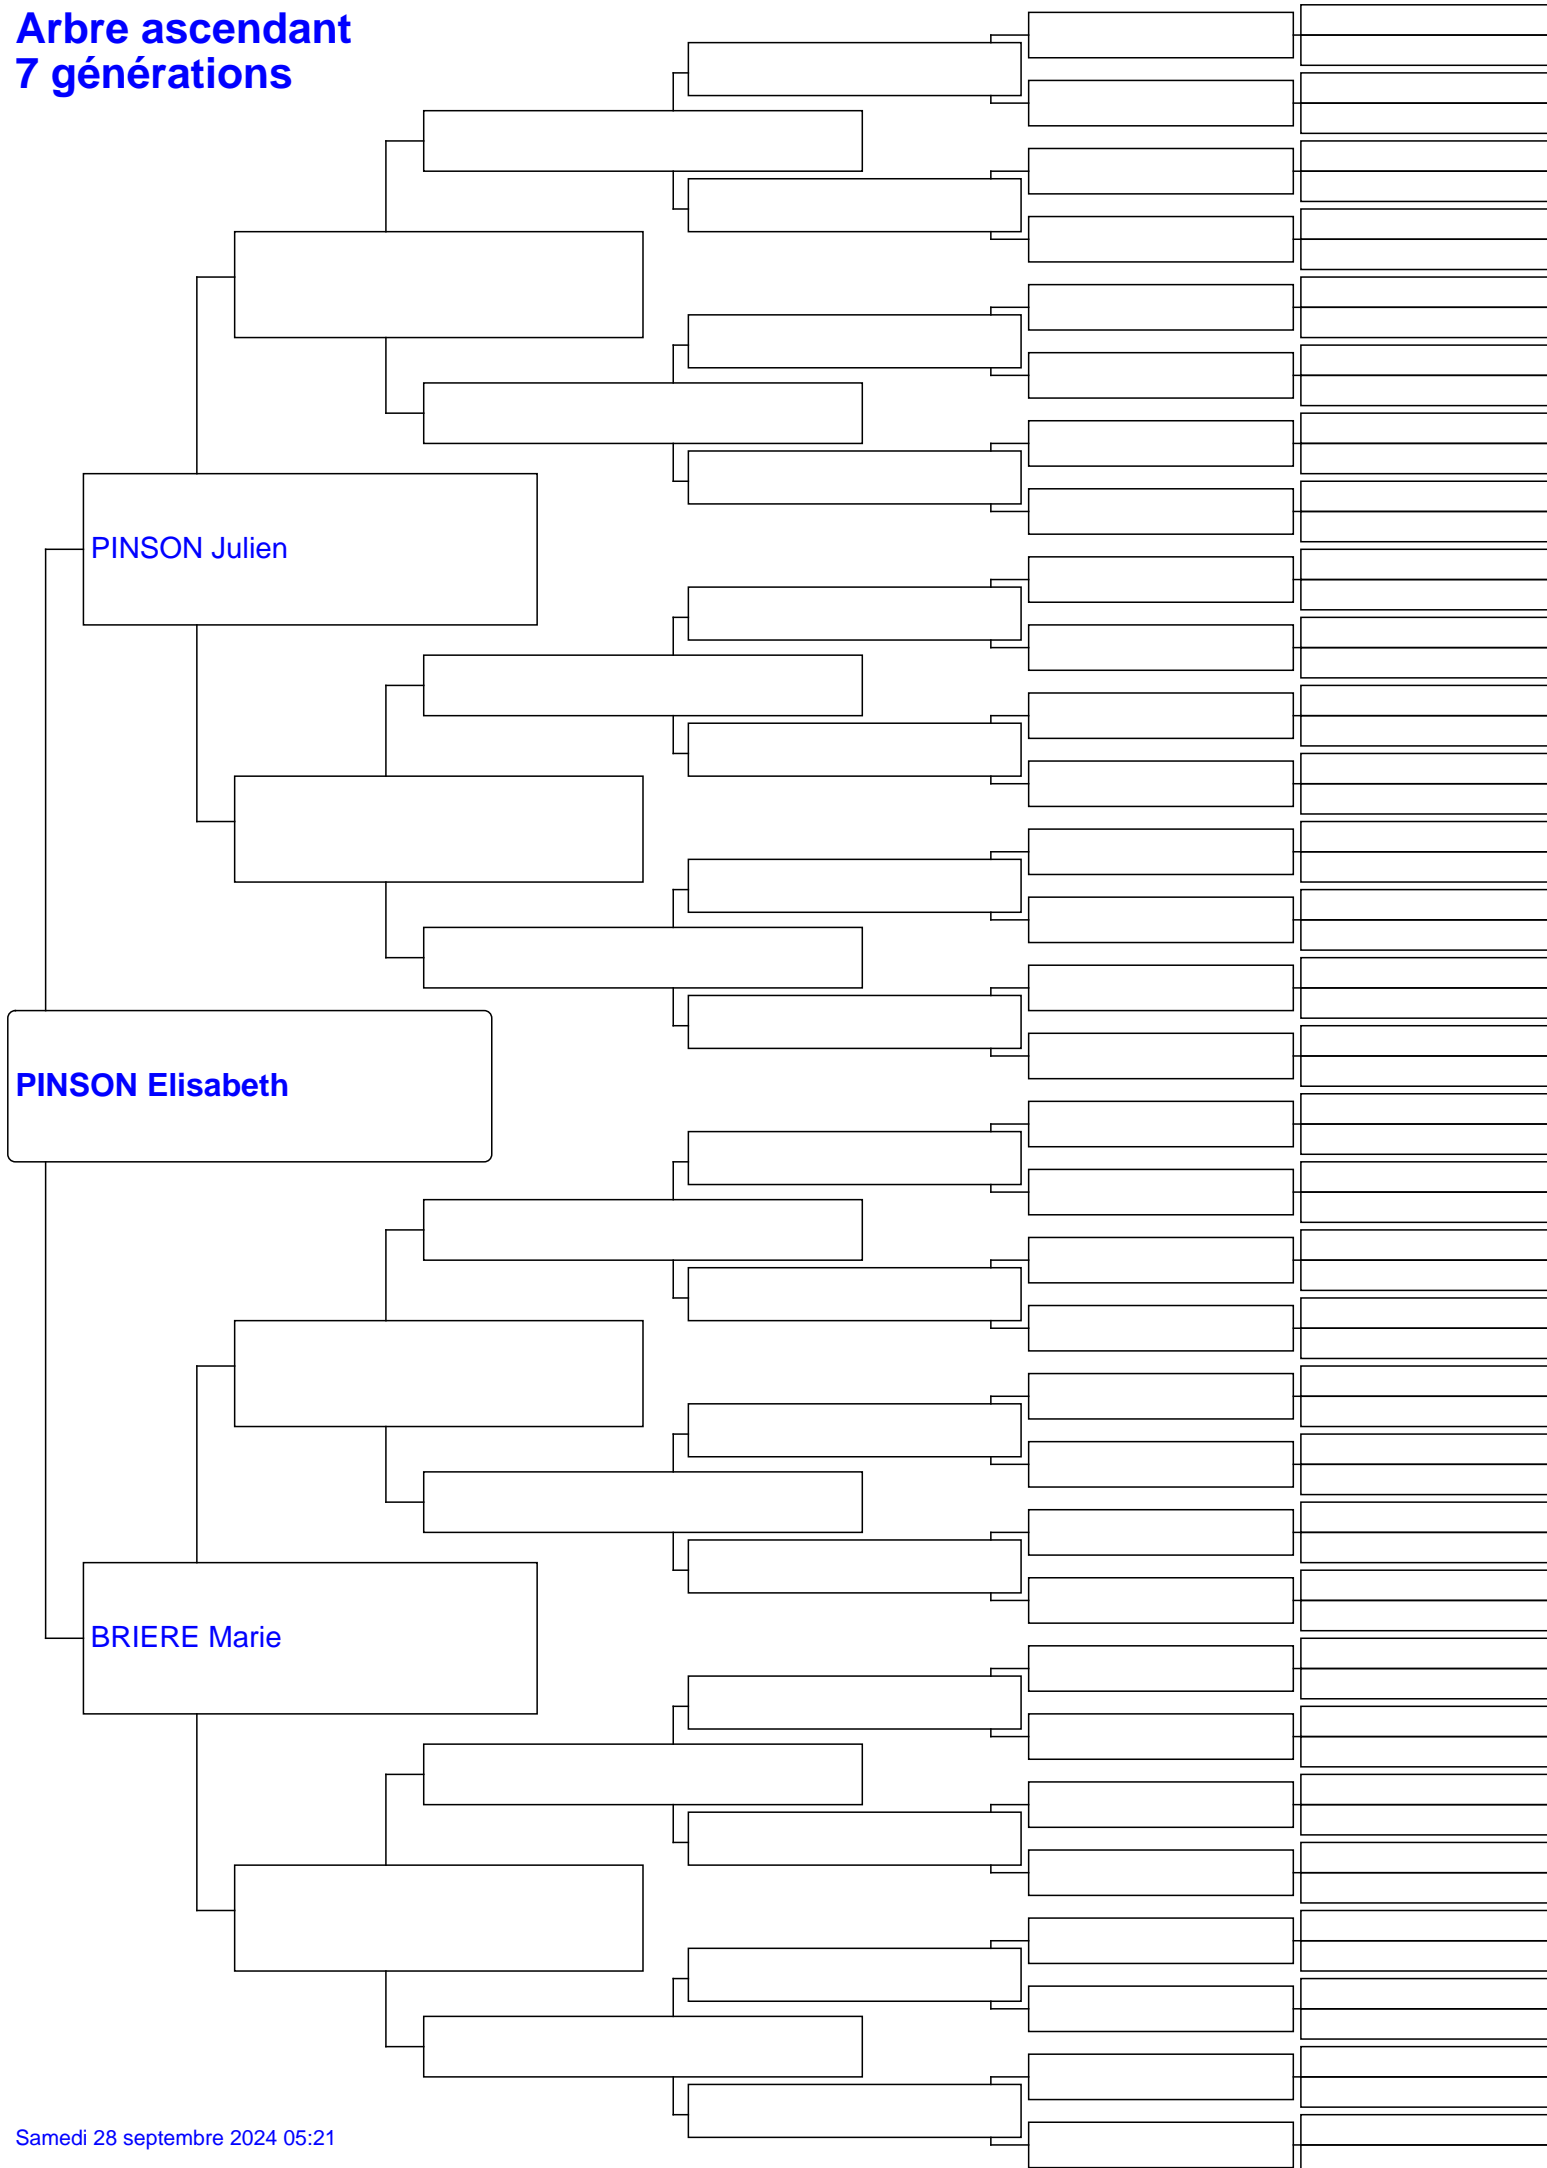 Arbre ascendant
7 générations
PINSON Julien
PINSON Elisabeth
BRIERE Marie
Samedi 28 septembre 2024 05:21